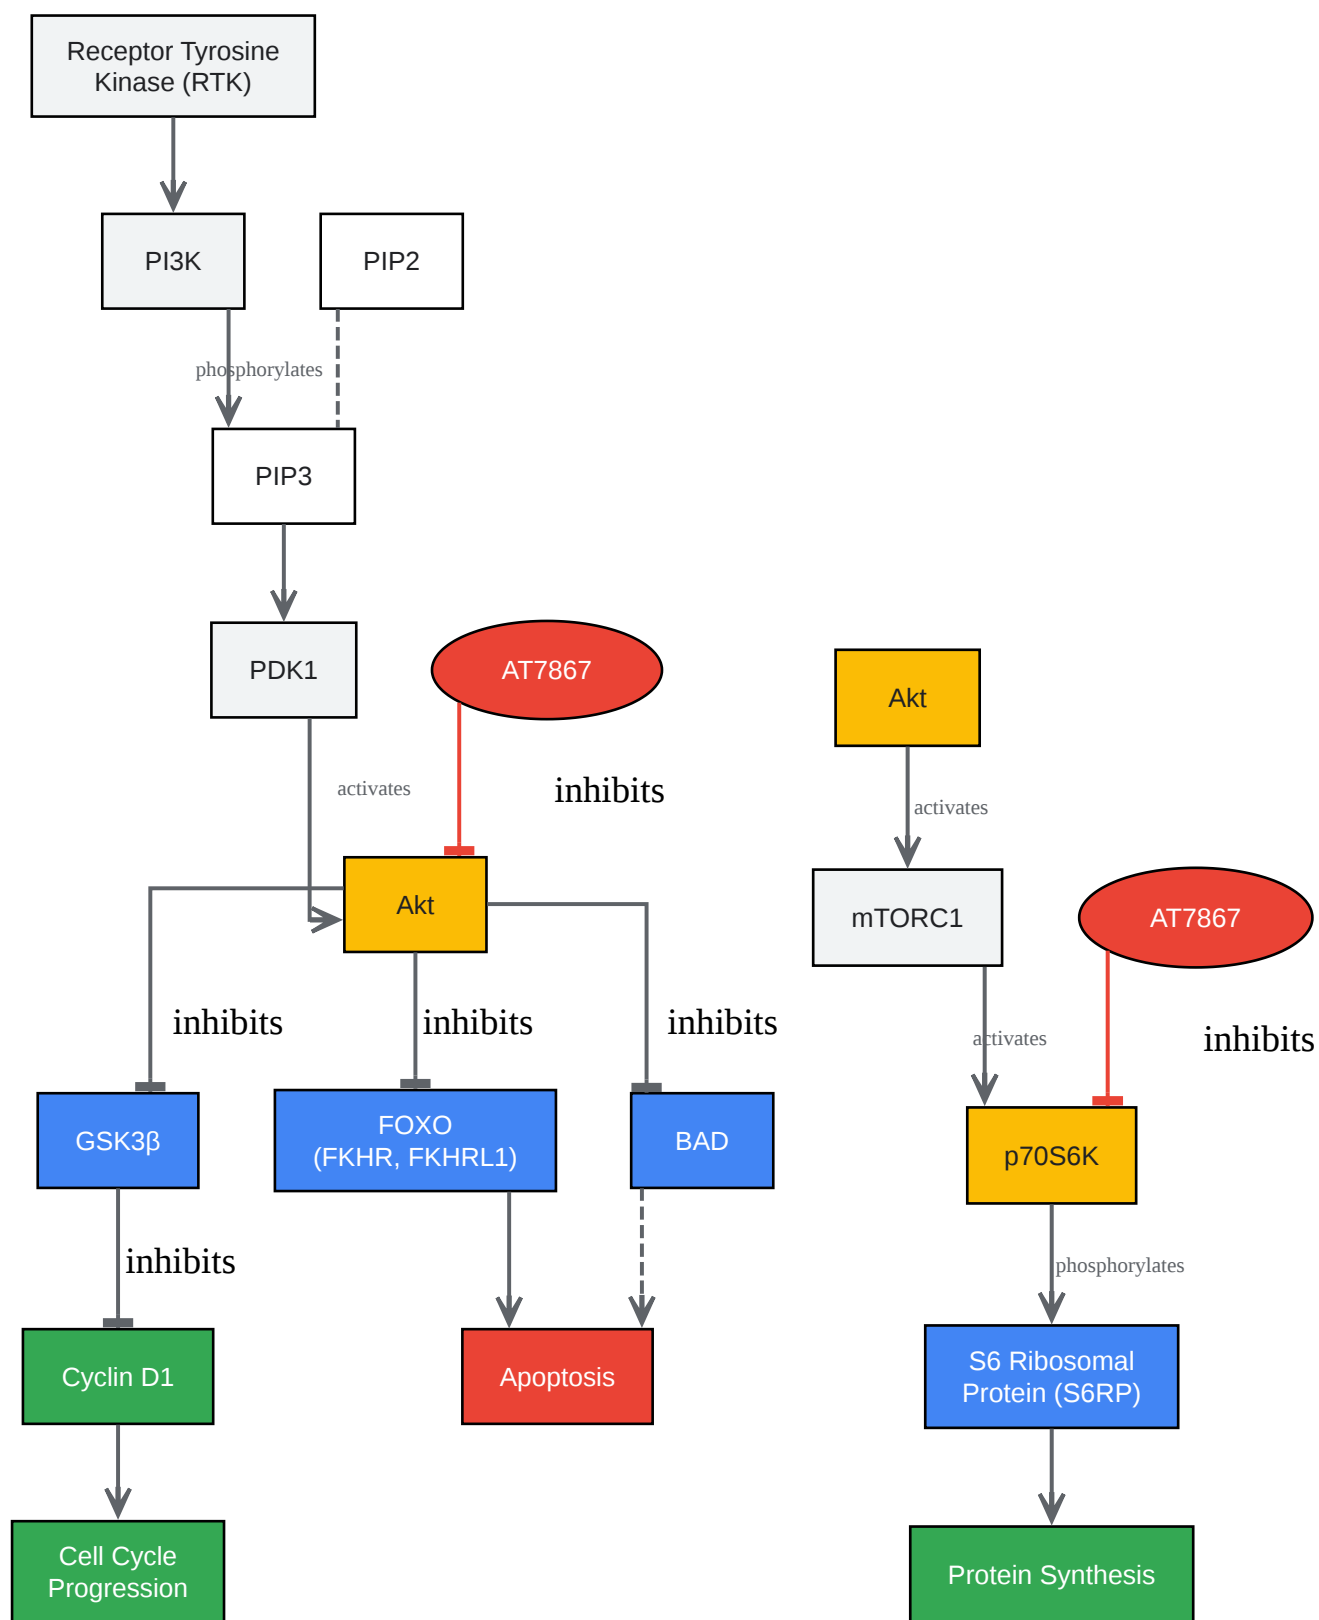 Receptor Tyrosine
Kinase (RTK)
PI3K
PIP2
phosphorylates
PIP3
PDK1
AT7867
activates
inhibits
Akt
inhibits
inhibits
inhibits
GSK3β
FOXO
(FKHR, FKHRL1)
BAD
inhibits
Cyclin D1
Apoptosis
Cell Cycle
Progression
Akt
activates
mTORC1
AT7867
activates
inhibits
p70S6K
phosphorylates
S6 Ribosomal
Protein (S6RP)
Protein Synthesis